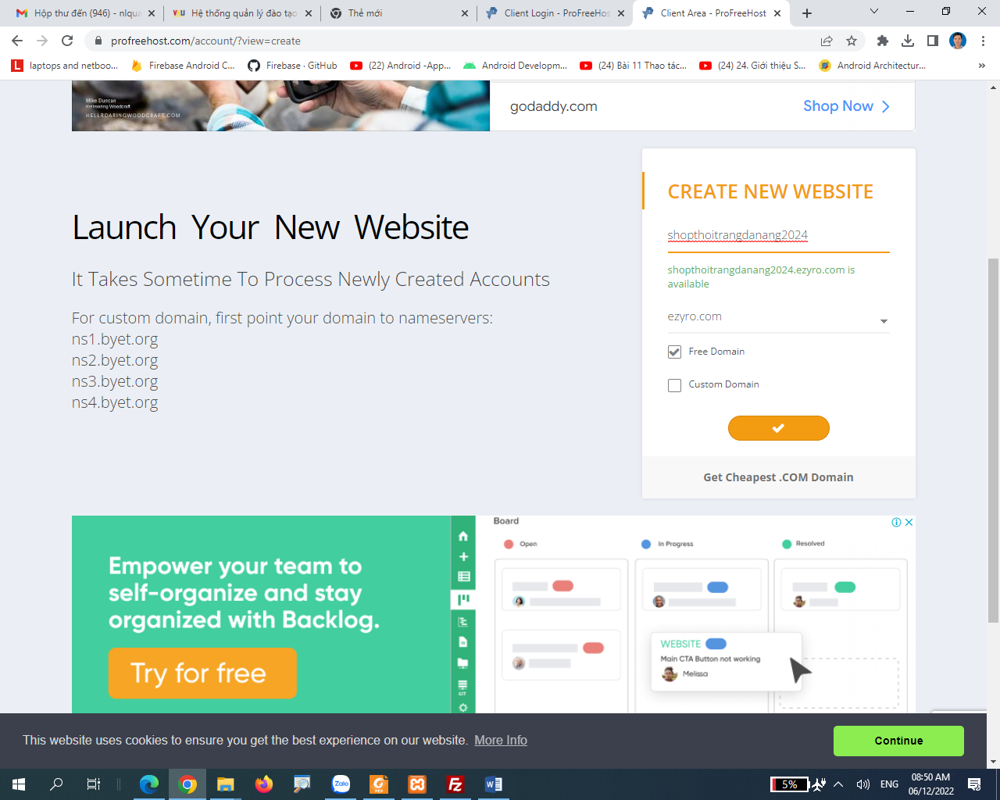 Hộp thư đến (946) - nlqua
Hệ thống quản lý đào tạo
Thẻ mới
Client Login - ProFreeHos
Client Area - ProFreeHost
profreehost.com/account/?view=create
laptops and netboo...
Firebase Android C...
Firebase · GitHub
(22) Android -App...
Android Developm...
(24) Bài 11 Thao tác...
(24) 24. Giới thiệu S...
Android Architectur...
Mike Duncan
Hellroaring Woodcraft
HELLROARINGWOODCRAFT.COM
godaddy.com
Shop Now
Launch Your New Website
It Takes Sometime To Process Newly Created Accounts
For custom domain, first point your domain to nameservers:
ns1.byet.org
ns2.byet.org
ns3.byet.org
ns4.byet.org
CREATE NEW WEBSITE
shopthoitrangdanang2024
shopthoitrangdanang2024.ezyro.com is
available
ezyro.com
Free Domain
Custom Domain
Get Cheapest .COM Domain
Empower your team to
self-organize and stay
organized with Backlog.
Try for free
GIT
Board
Open
In Progress
Resolved
WEBSITE
Main CTA Button not working
Melissa
This website uses cookies to ensure you get the best experience on our website. More Info
Continue
Zalo
PDF
5%
ENG
08:50 AM
06/12/2022